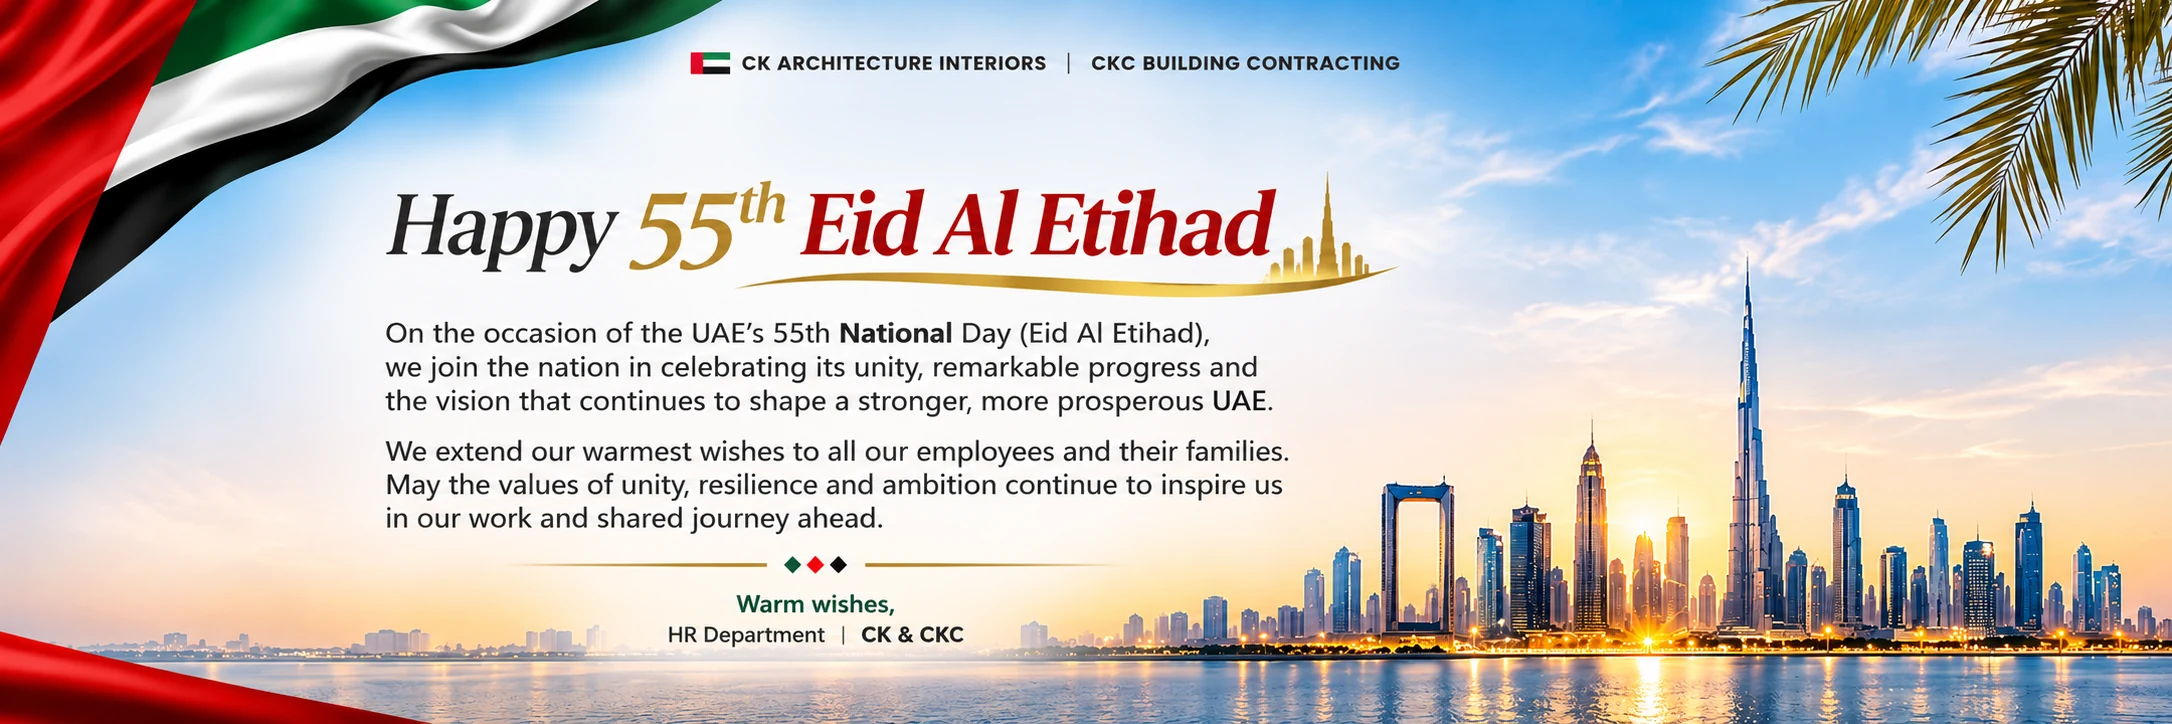 CK ARCHITECTURE INTERIORS | CKC BUILDING CONTRACTING
Happy 55th Eid Al Etihad
On the occasion of the UAE’s 55th National Day (Eid Al Etihad),
we join the nation in celebrating its unity, remarkable progress and
the vision that continues to shape a stronger, more prosperous UAE.
We extend our warmest wishes to all our employees and their families.
May the values of unity, resilience and ambition continue to inspire us
in our work and shared journey ahead.
Warm wishes,
HR Department | CK & CKC